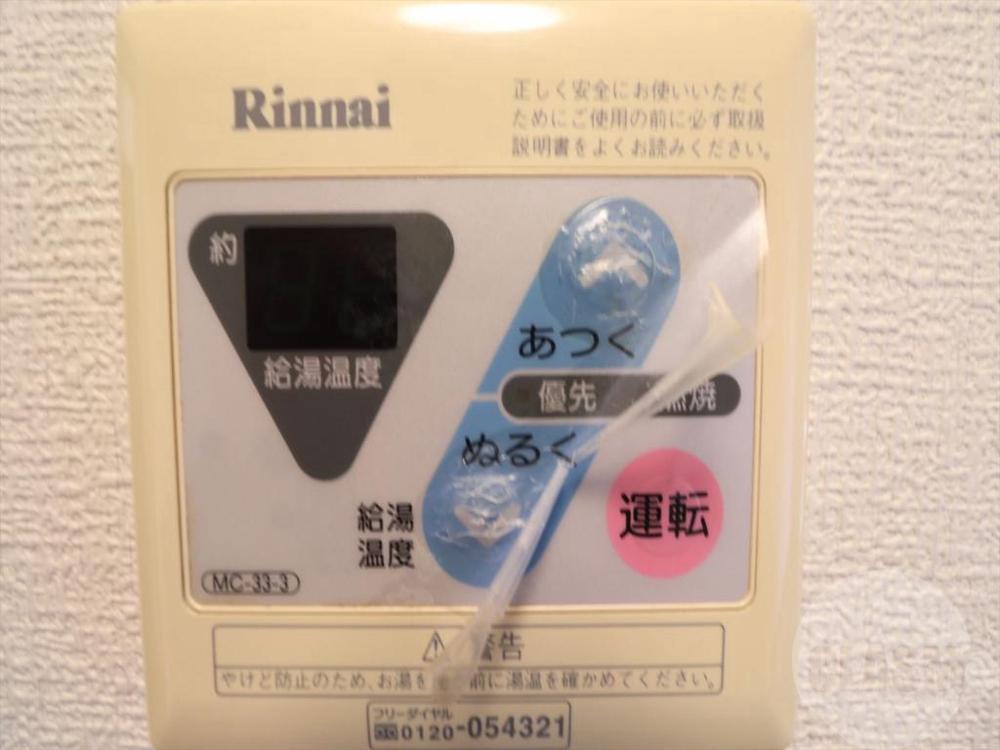 Rinnai
正しく安全にお使いいただく
ためにご使用の前に必ず取扱
説明書をよくお読みください。
約
給湯温度
あつく
優先 燃焼
ぬるく
運転
給湯
温度
MC-33-3
警告
やけど防止のため、お湯を 前に湯温を確かめてください。
フリーダイヤル
0120-054321